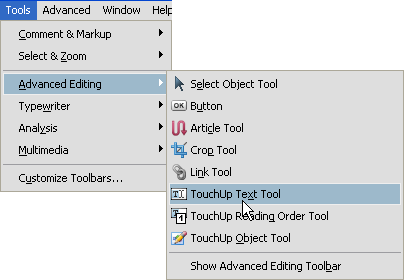 Tools Advanced Window Help
Comment & Markup
Select & Zoom
Advanced Editing
Typewriter
Analysis
Multimedia
Customize Toolbars...
Select Object Tool
OK Button
Article Tool
Crop Tool
Link Tool
TouchUp Text Tool
TouchUp Reading Order Tool
TouchUp Object Tool
Show Advanced Editing Toolbar